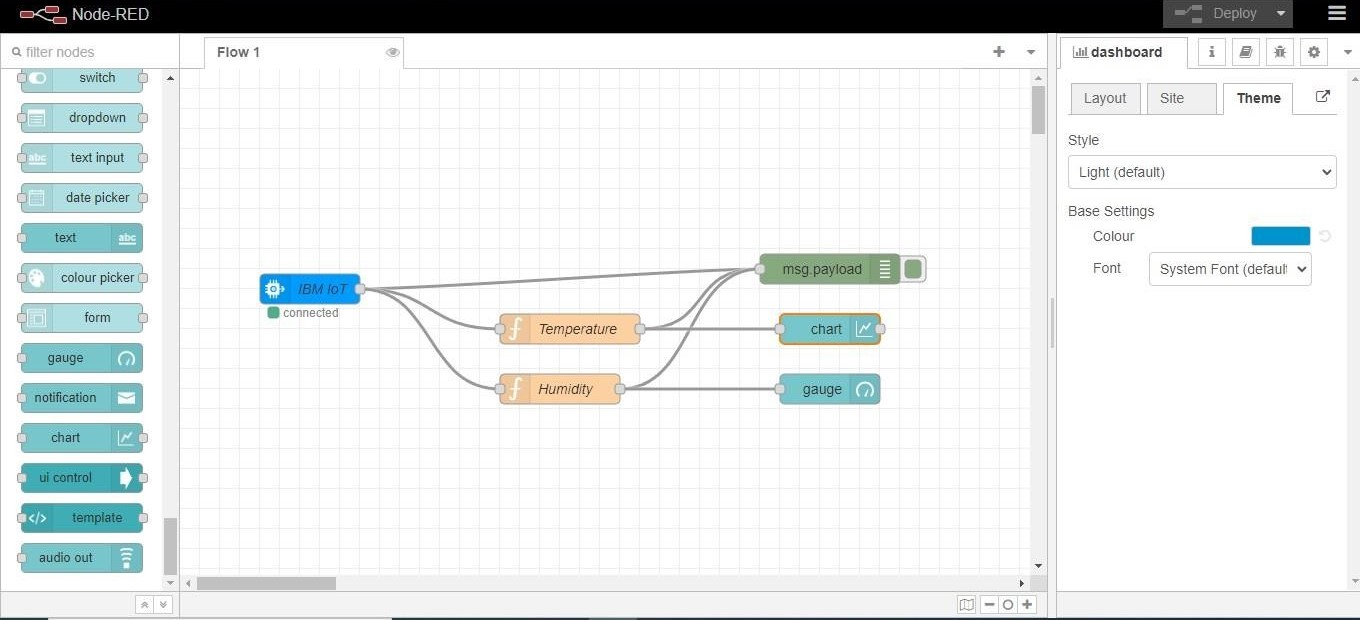 Node-RED
Deploy
filter nodes
switch
dropdown
abc text input
date picker
text abc
colour picker
form
gauge
notification
chart
ui control
</> template
audio out
Flow 1
IBM IoT
connected
f Temperature
f Humidity
msg.payload
chart
gauge
dashboard
i
Layout
Site
Theme
Style
Light (default)
Base Settings
Colour
Font
System Font (default